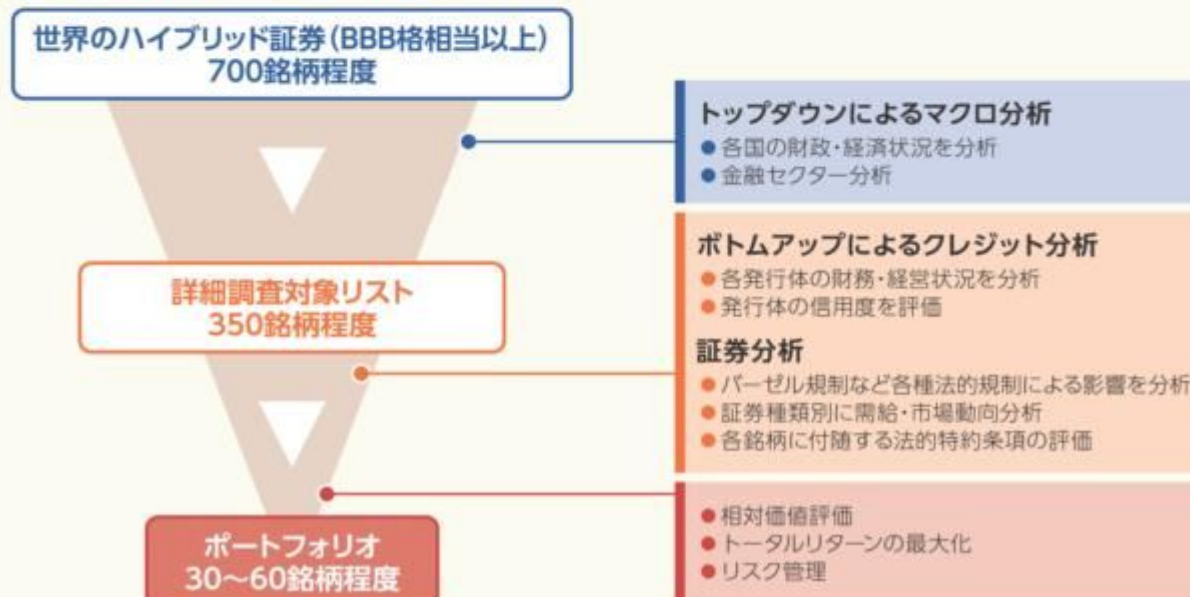 世界のハイブリッド証券(BBB格相当以上)
700銘柄程度
トップダウンによるマクロ分析
●各国の財政・経済状況を分析
●金融セクター分析
詳細調査対象リスト
350銘柄程度
ボトムアップによるクレジット分析
●各発行体の財務・経営状況を分析
●発行体の信用度を評価
証券分析
●バーゼル規制など各種法的規制による影響を分析
●証券種類別に需給・市場動向分析
●各銘柄に付随する法的特約条項の評価
ポートフォリオ
30〜60銘柄程度
●相対価値評価
●トータルリターンの最大化
●リスク管理